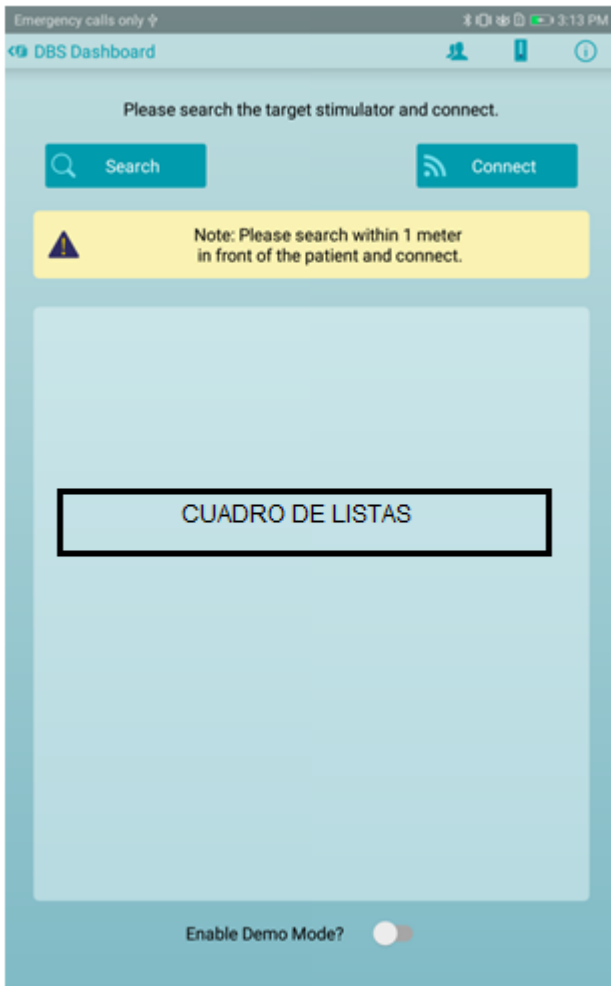 Emergency calls only
3:13 PM
DBS Dashboard
Please search the target stimulator and connect.
Search
Connect
Note: Please search within 1 meter
in front of the patient and connect.
CUADRO DE LISTAS
Enable Demo Mode?